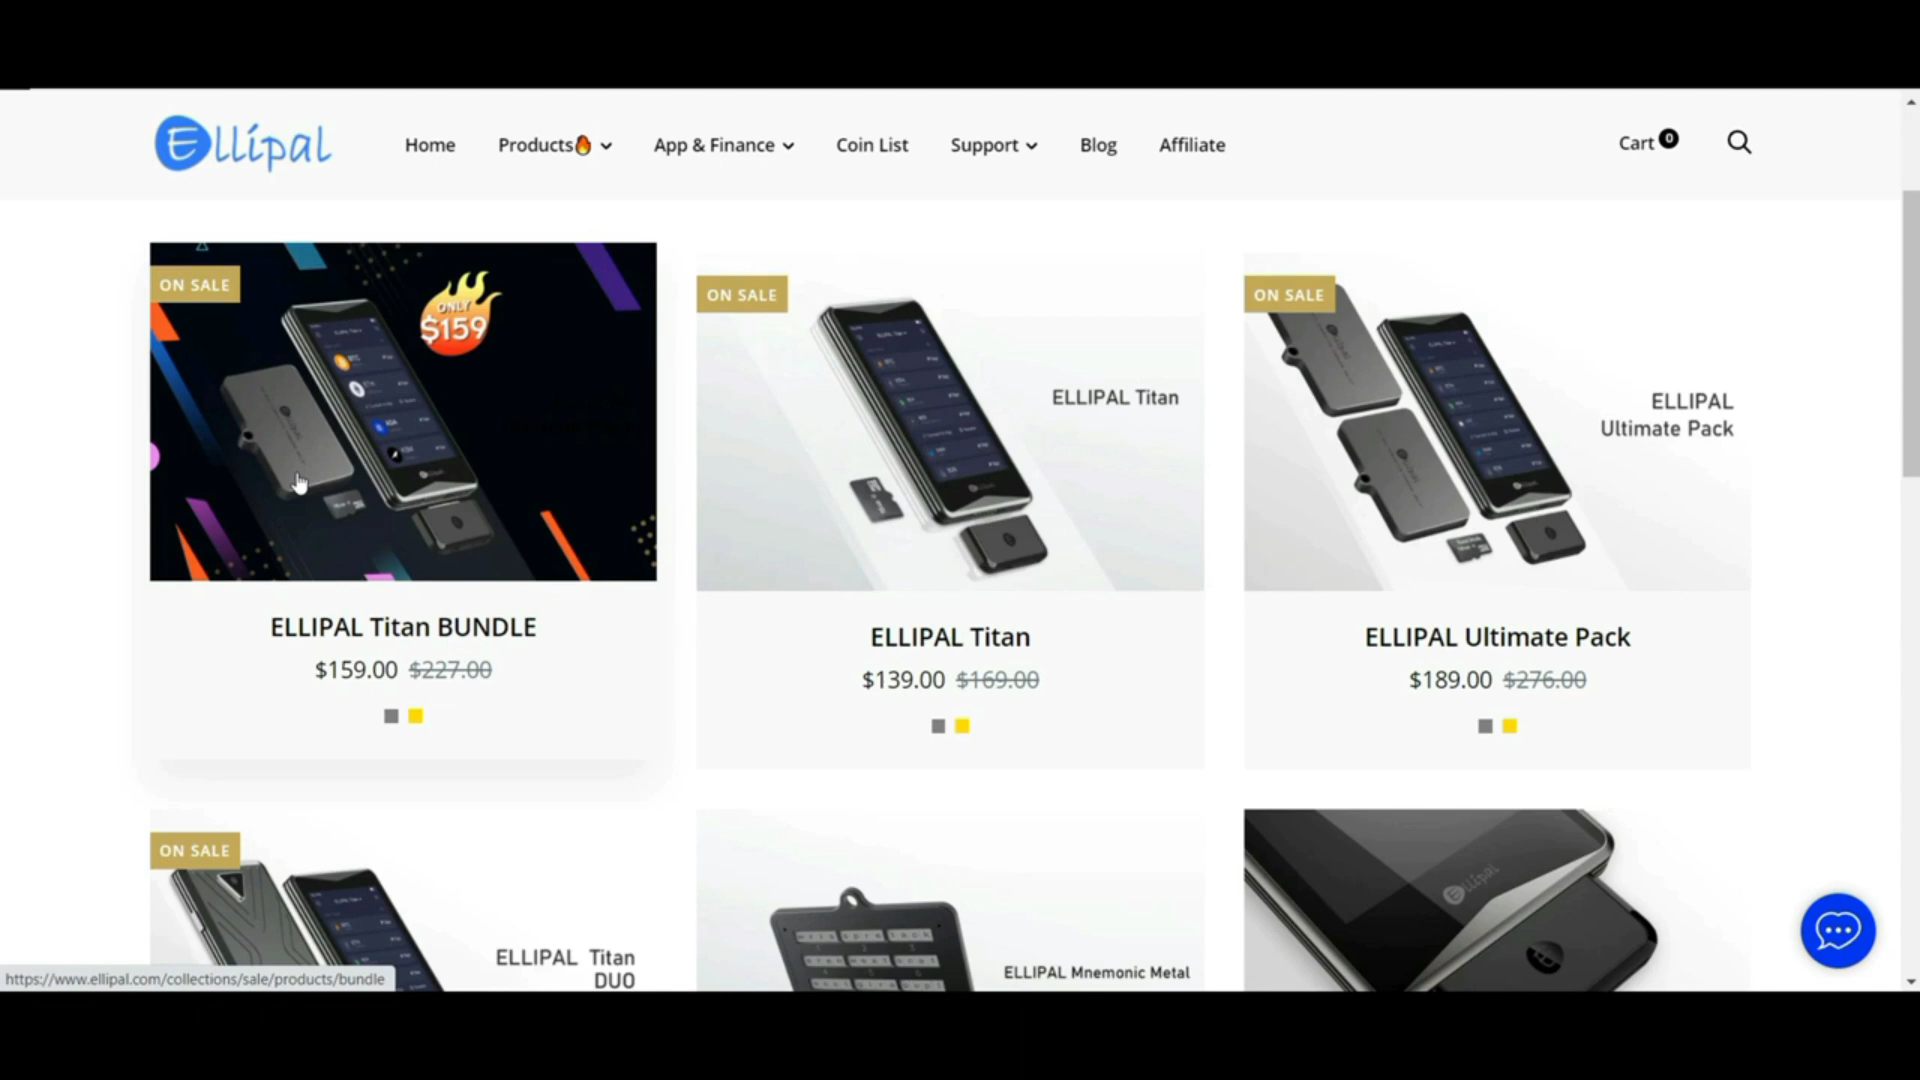 Ellipal
Home
Products🔥
App & Finance
Coin List
Support
Blog
Affiliate
Cart 0
ON SALE
ONLY
$159
ELLIPAL Titan BUNDLE
$159.00 $227.00
ON SALE
ELLIPAL Titan
ELLIPAL Titan
$139.00 $169.00
ON SALE
ELLIPAL
Ultimate Pack
ELLIPAL Ultimate Pack
$189.00 $276.00
ON SALE
ELLIPAL Titan
DUO
ELLIPAL Mnemonic Metal
Ellipal
https://www.ellipal.com/collections/sale/products/bundle